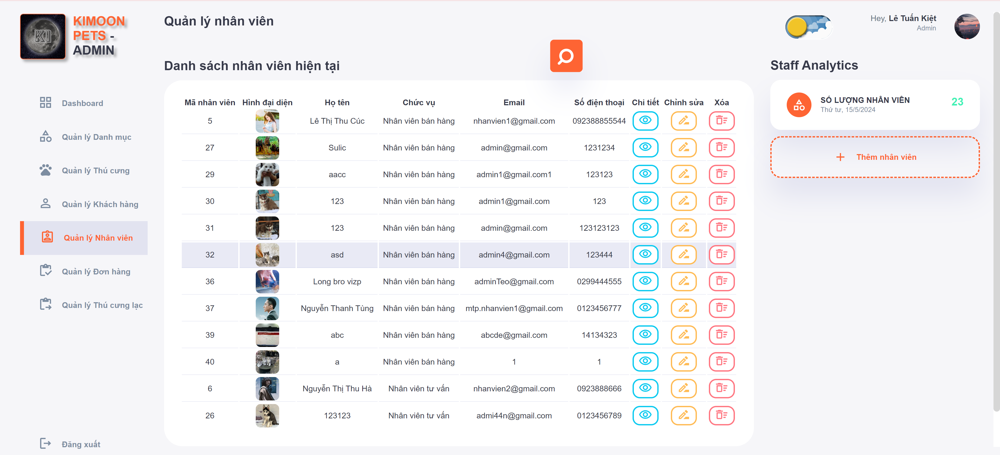 KI
KIMOON
PETS -
ADMIN
Dashboard
Quản lý Danh mục
Quản lý Thú cưng
Quản lý Khách hàng
Quản lý Nhân viên
Quản lý Đơn hàng
Quản lý Thú cưng lạc
Đăng xuất
Quản lý nhân viên
Danh sách nhân viên hiện tại
Mã nhân viên Hình đại diện Họ tên Chức vụ Email Số điện thoại Chi tiết Chỉnh sửa Xóa
5 Lê Thị Thu Cúc Nhân viên bán hàng nhanvien1@gmail.com 092388855544
27 Sulic Nhân viên bán hàng admin@gmail.com 1231234
29 aacc Nhân viên bán hàng admin1@gmail.com1 123123
30 123 Nhân viên bán hàng admin1@gmail.com 123
31 123 Nhân viên bán hàng admin@gmail.com 123123123
32 asd Nhân viên bán hàng admin4@gmail.com 123444
36 Long bro vizp Nhân viên bán hàng adminTeo@gmail.com 0299444555
37 Nguyễn Thanh Tùng Nhân viên bán hàng mtp.nhanvien1@gmail.com 0123456777
39 abc Nhân viên bán hàng abcde@gmail.com 14134323
40 a Nhân viên bán hàng 1 1
6 Nguyễn Thị Thu Hà Nhân viên tư vấn nhanvien2@gmail.com 0923888666
26 123123 Nhân viên tư vấn admi44n@gmail.com 0123456789
Hey, Lê Tuấn Kiệt
Admin
Staff Analytics
SỐ LƯỢNG NHÂN VIÊN 23
Thứ tư, 15/5/2024
Thêm nhân viên